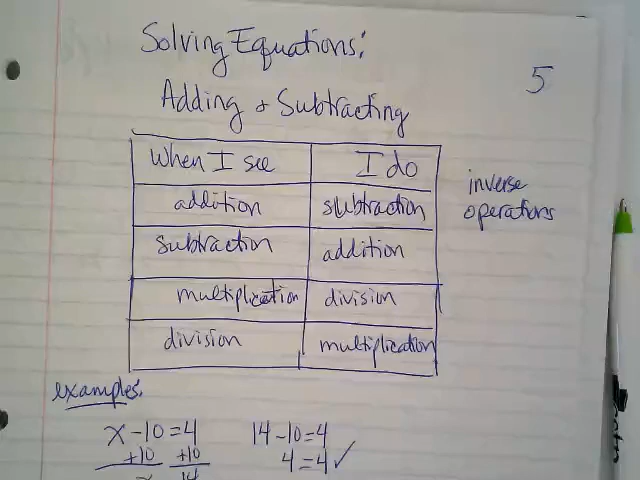 Solving Equations:
5
Adding + Subtracting
When I see I do
addition subtraction
subtraction addition
multiplication division
division multiplication
inverse
operations
examples:
x - 10 = 4 14 - 10 = 4
+10 +10 4 = 4 ✓
14